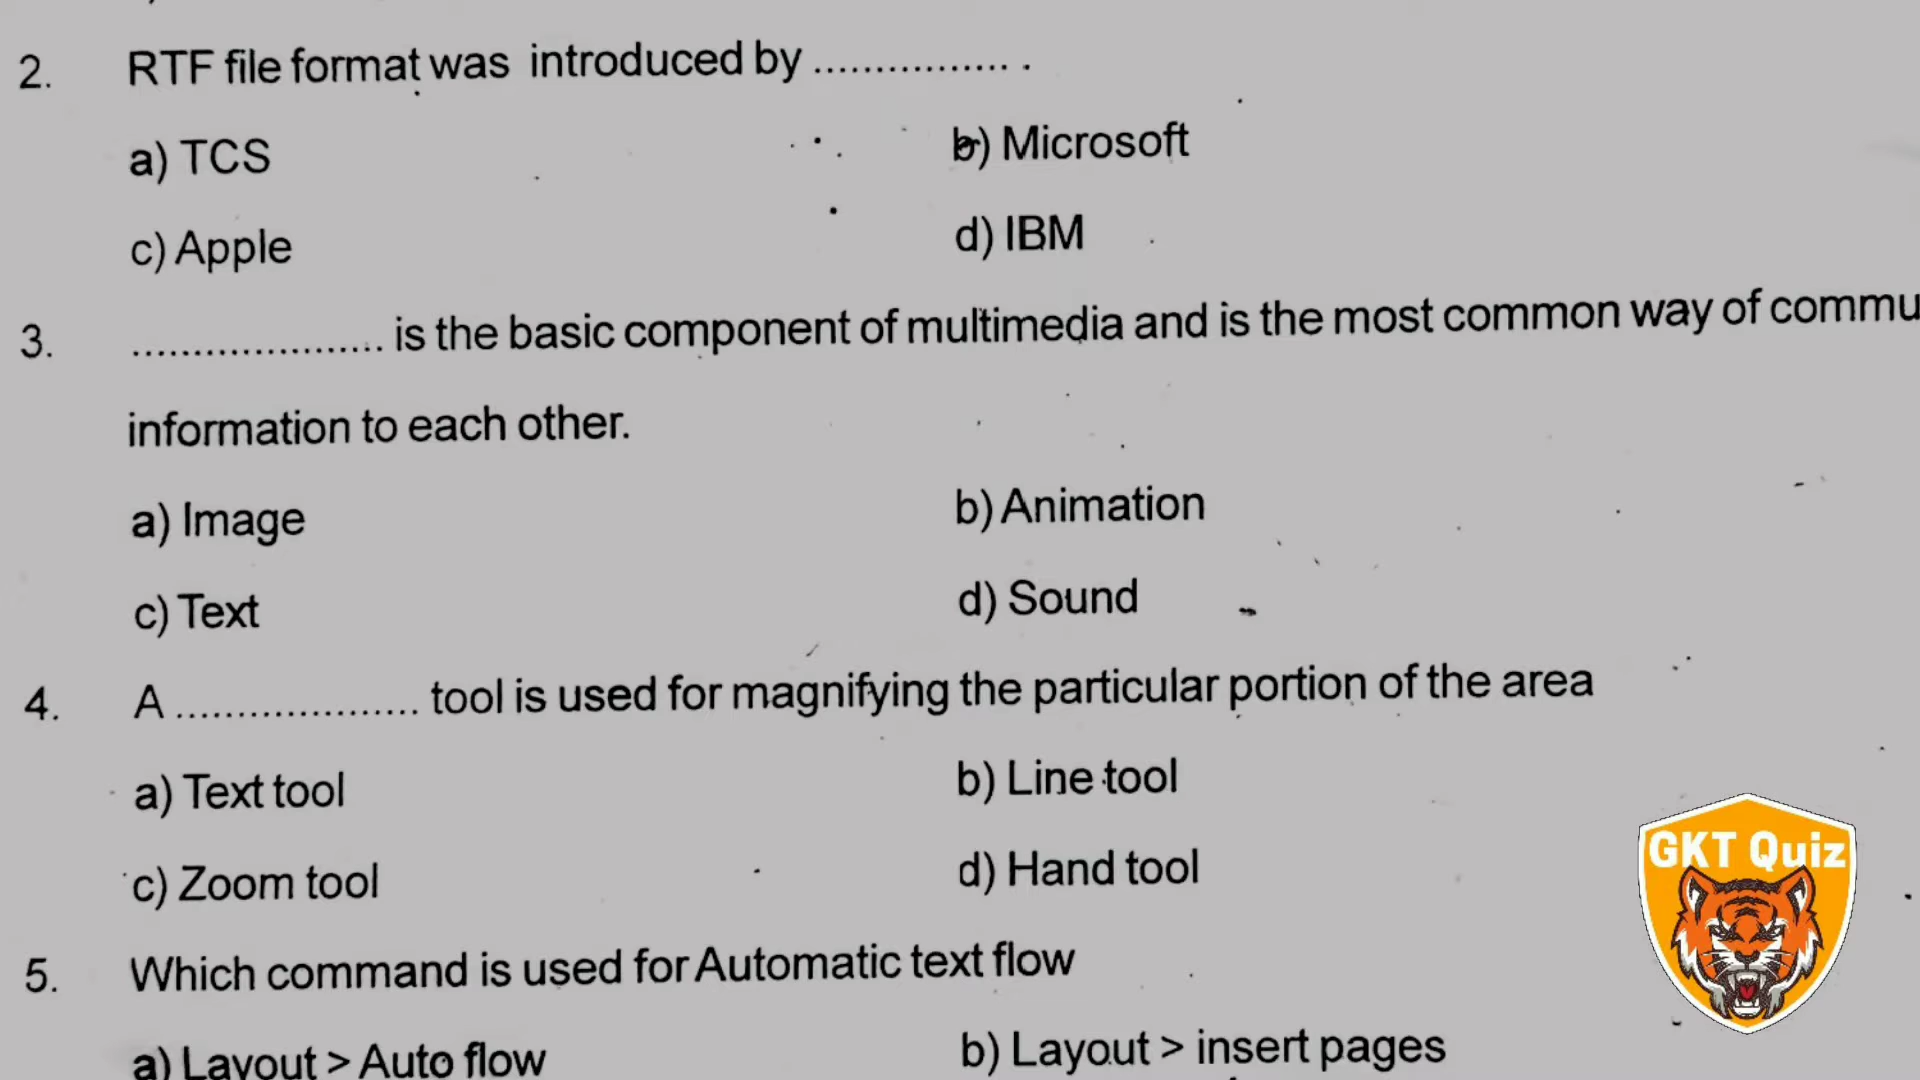 2. RTF file format was introduced by ................ .
a) TCS b) Microsoft
c) Apple d) IBM
3. .................... is the basic component of multimedia and is the most common way of commu
information to each other.
a) Image b) Animation
c) Text d) Sound
4. A .................... tool is used for magnifying the particular portion of the area
a) Text tool b) Line tool
c) Zoom tool d) Hand tool
GKT Quiz
5. Which command is used for Automatic text flow
a) Layout > Auto flow b) Layout > insert pages